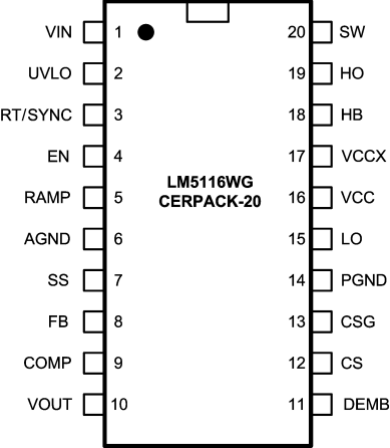 VIN 1 20 SW
UVLO 2 19 HO
RT/SYNC 3 18 HB
EN 4 17 VCCX
RAMP 5 16 VCC
LM5116WG
CERPACK-20
AGND 6 15 LO
SS 7 14 PGND
FB 8 13 CSG
COMP 9 12 CS
VOUT 10 11 DEMB